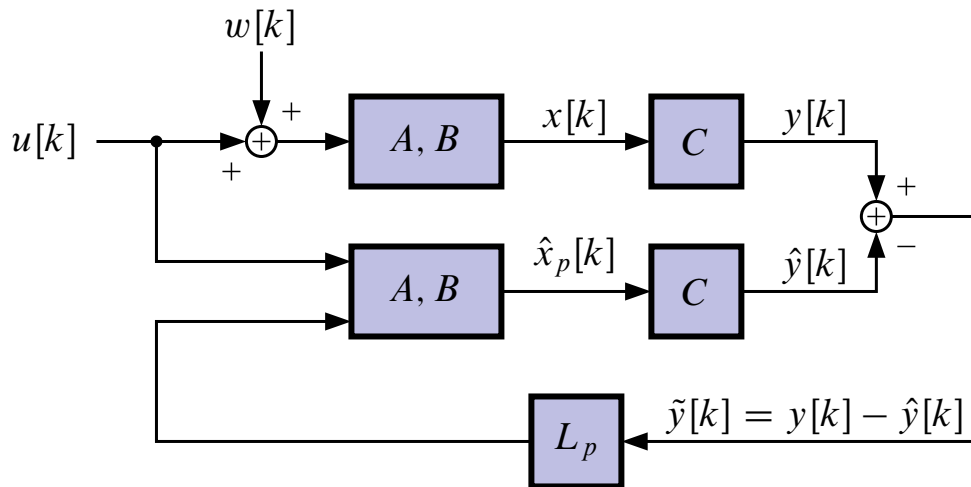 w[k]
u[k]
+
+
+
A, B
x[k]
C
y[k]
+
+
−
A, B
x̂_p[k]
C
ŷ[k]
L_p
ỹ[k] = y[k] − ŷ[k]